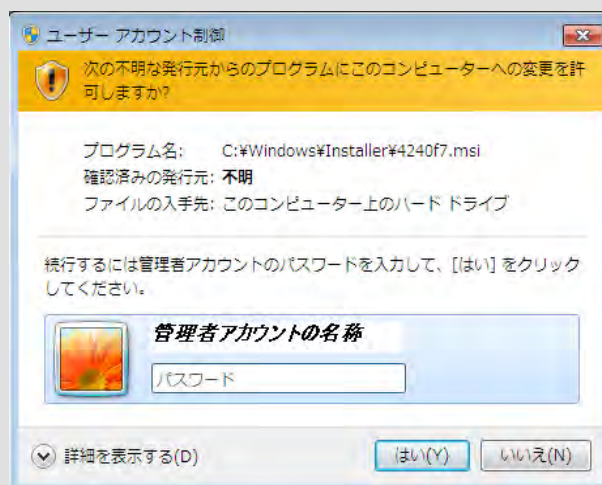 ユーザー アカウント制御
次の不明な発行元からのプログラムにこのコンピューターへの変更を許
可しますか?
プログラム名: C:¥Windows¥Installer¥4240f7.msi
確認済みの発行元: 不明
ファイルの入手先: このコンピューター上のハード ドライブ
続行するには管理者アカウントのパスワードを入力して、[はい] をクリック
してください。
管理者アカウントの名称
パスワード
詳細を表示する(D)
はい(Y)
いいえ(N)